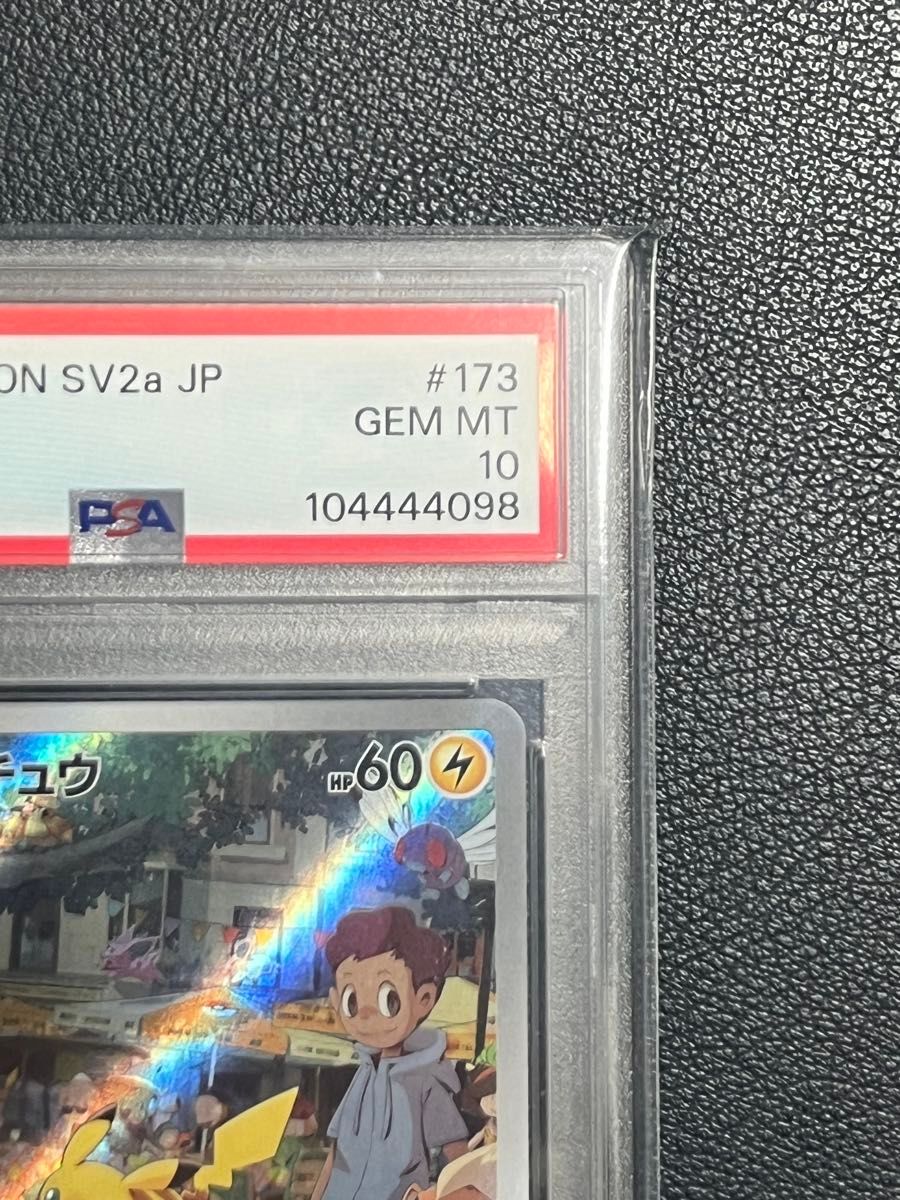 ON SV2a JP #173
GEM MT
10
PSA 104444098
チュウ HP60